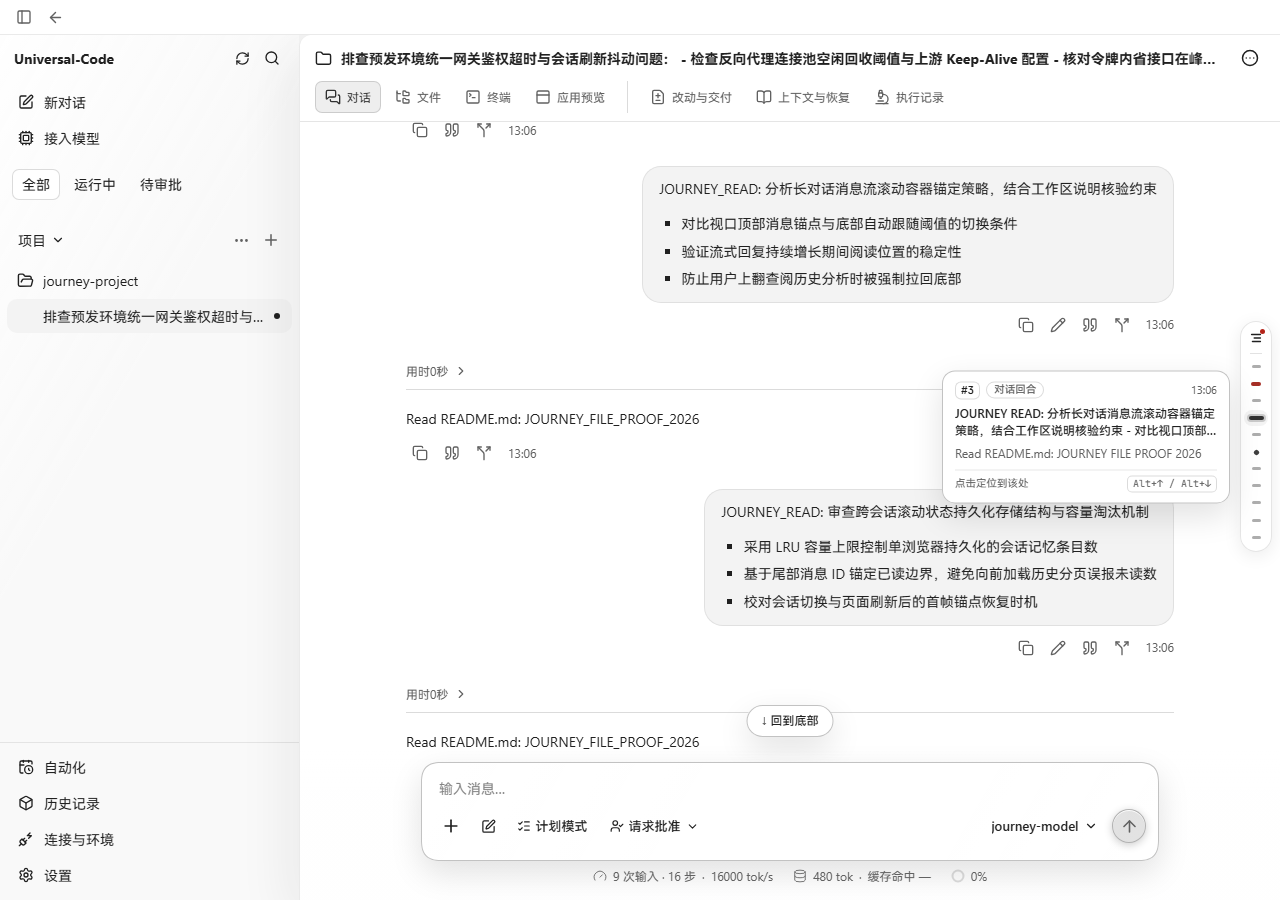 Universal-Code
新对话
接入模型
全部
运行中
待审批
项目
journey-project
排查预发环境统一网关鉴权超时与...
自动化
历史记录
连接与环境
设置
排查预发环境统一网关鉴权超时与会话刷新抖动问题： - 检查反向代理连接池空闲回收阈值与上游 Keep-Alive 配置 - 核对令牌内省接口在峰...
对话
文件
终端
应用预览
改动与交付
上下文与恢复
执行记录
13:06
JOURNEY_READ: 分析长对话消息流滚动容器锚定策略，结合工作区说明核验约束
▪ 对比视口顶部消息锚点与底部自动跟随阈值的切换条件
▪ 验证流式回复持续增长期间阅读位置的稳定性
▪ 防止用户上翻查阅历史分析时被强制拉回底部
13:06
用时0秒
Read README.md: JOURNEY_FILE_PROOF_2026
13:06
#3 对话回合 13:06
JOURNEY READ: 分析长对话消息流滚动容器锚定
策略，结合工作区说明核验约束 - 对比视口顶部...
Read README.md: JOURNEY FILE PROOF 2026
点击定位到该处 Alt+↑ / Alt+↓
JOURNEY_READ: 审查跨会话滚动状态持久化存储结构与容量淘汰机制
▪ 采用 LRU 容量上限控制单浏览器持久化的会话记忆条目数
▪ 基于尾部消息 ID 锚定已读边界，避免向前加载历史分页误报未读数
▪ 校对会话切换与页面刷新后的首帧锚点恢复时机
13:06
用时0秒
↓ 回到底部
Read README.md: JOURNEY_FILE_PROOF_2026
输入消息...
计划模式
请求批准
journey-model
9 次输入 · 16 步 · 16000 tok/s
480 tok · 缓存命中 —
0%